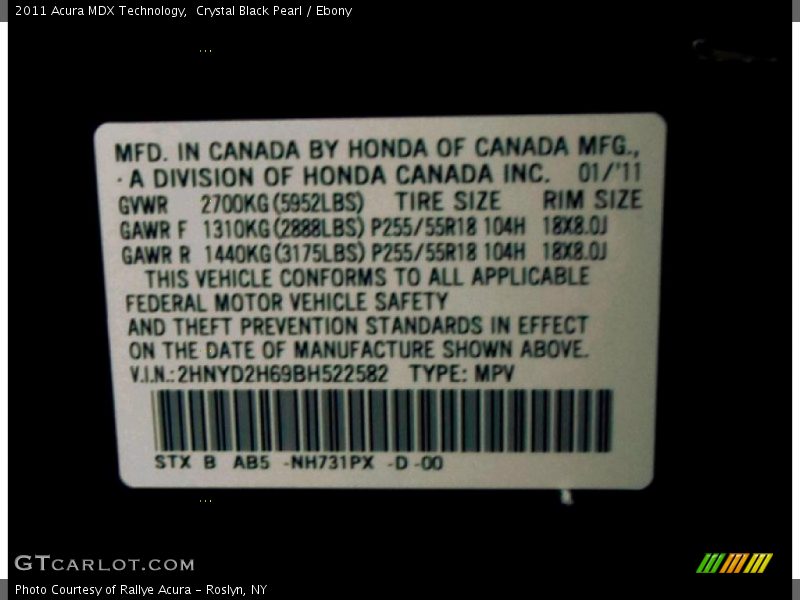 2011 Acura MDX Technology,  Crystal Black Pearl / Ebony
...
MFD. IN CANADA BY HONDA OF CANADA MFG.,
A DIVISION OF HONDA CANADA INC. 01/'11
GVWR 2700KG(5952LBS) TIRE SIZE RIM SIZE
GAWR F 1310KG(2888LBS) P255/55R18 104H 18X8.0J
GAWR R 1440KG(3175LBS) P255/55R18 104H 18X8.0J
THIS VEHICLE CONFORMS TO ALL APPLICABLE
FEDERAL MOTOR VEHICLE SAFETY
AND THEFT PREVENTION STANDARDS IN EFFECT
ON THE DATE OF MANUFACTURE SHOWN ABOVE.
V.I.N.:2HNYD2H69BH522582 TYPE: MPV
STX B AB5 -NH731PX -D-00
...
GTCARLOT.COM
Photo Courtesy of Rallye Acura - Roslyn, NY